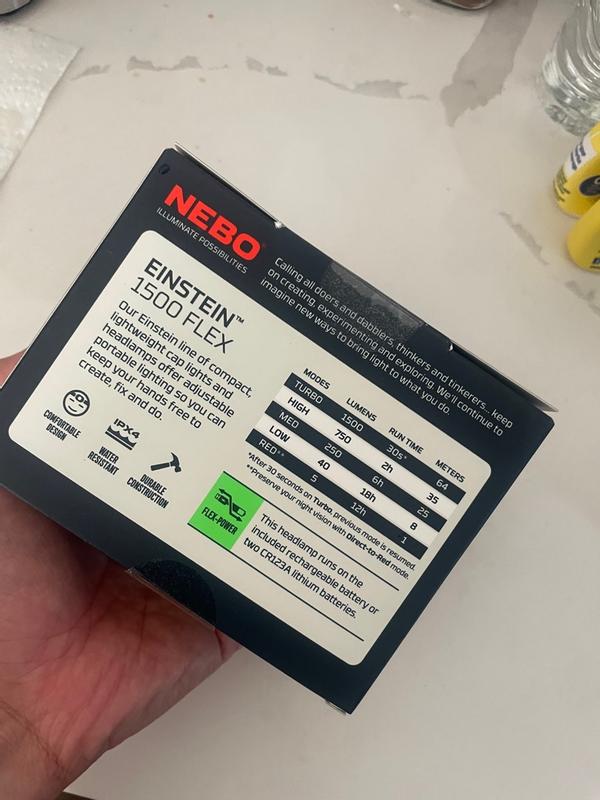 NEBO
ILLUMINATE POSSIBILITIES
Calling all doers and dabblers, thinkers and tinkerers... keep
on creating, experimenting and exploring. We'll continue to
imagine new ways to bring light to what you do.
EINSTEIN™
1500 FLEX
Our Einstein line of compact,
lightweight cap lights and
headlamps offer adjustable
portable lighting so you can
keep your hands free to
create, fix and do.
COMFORTABLE
DESIGN
IPX4
WATER
RESISTANT
DURABLE
CONSTRUCTION
MODES LUMENS RUN TIME METERS
TURBO 1500 30s* 64
HIGH 750 2h 35
MED 250 6h 25
LOW 40 18h 8
RED** 5 12h 1
*After 30 seconds on Turbo, previous mode is resumed.
**Preserve your night vision with Direct-to-Red mode.
FLEX-POWER
This headlamp runs on the
included rechargeable battery or
two CR123A lithium batteries.